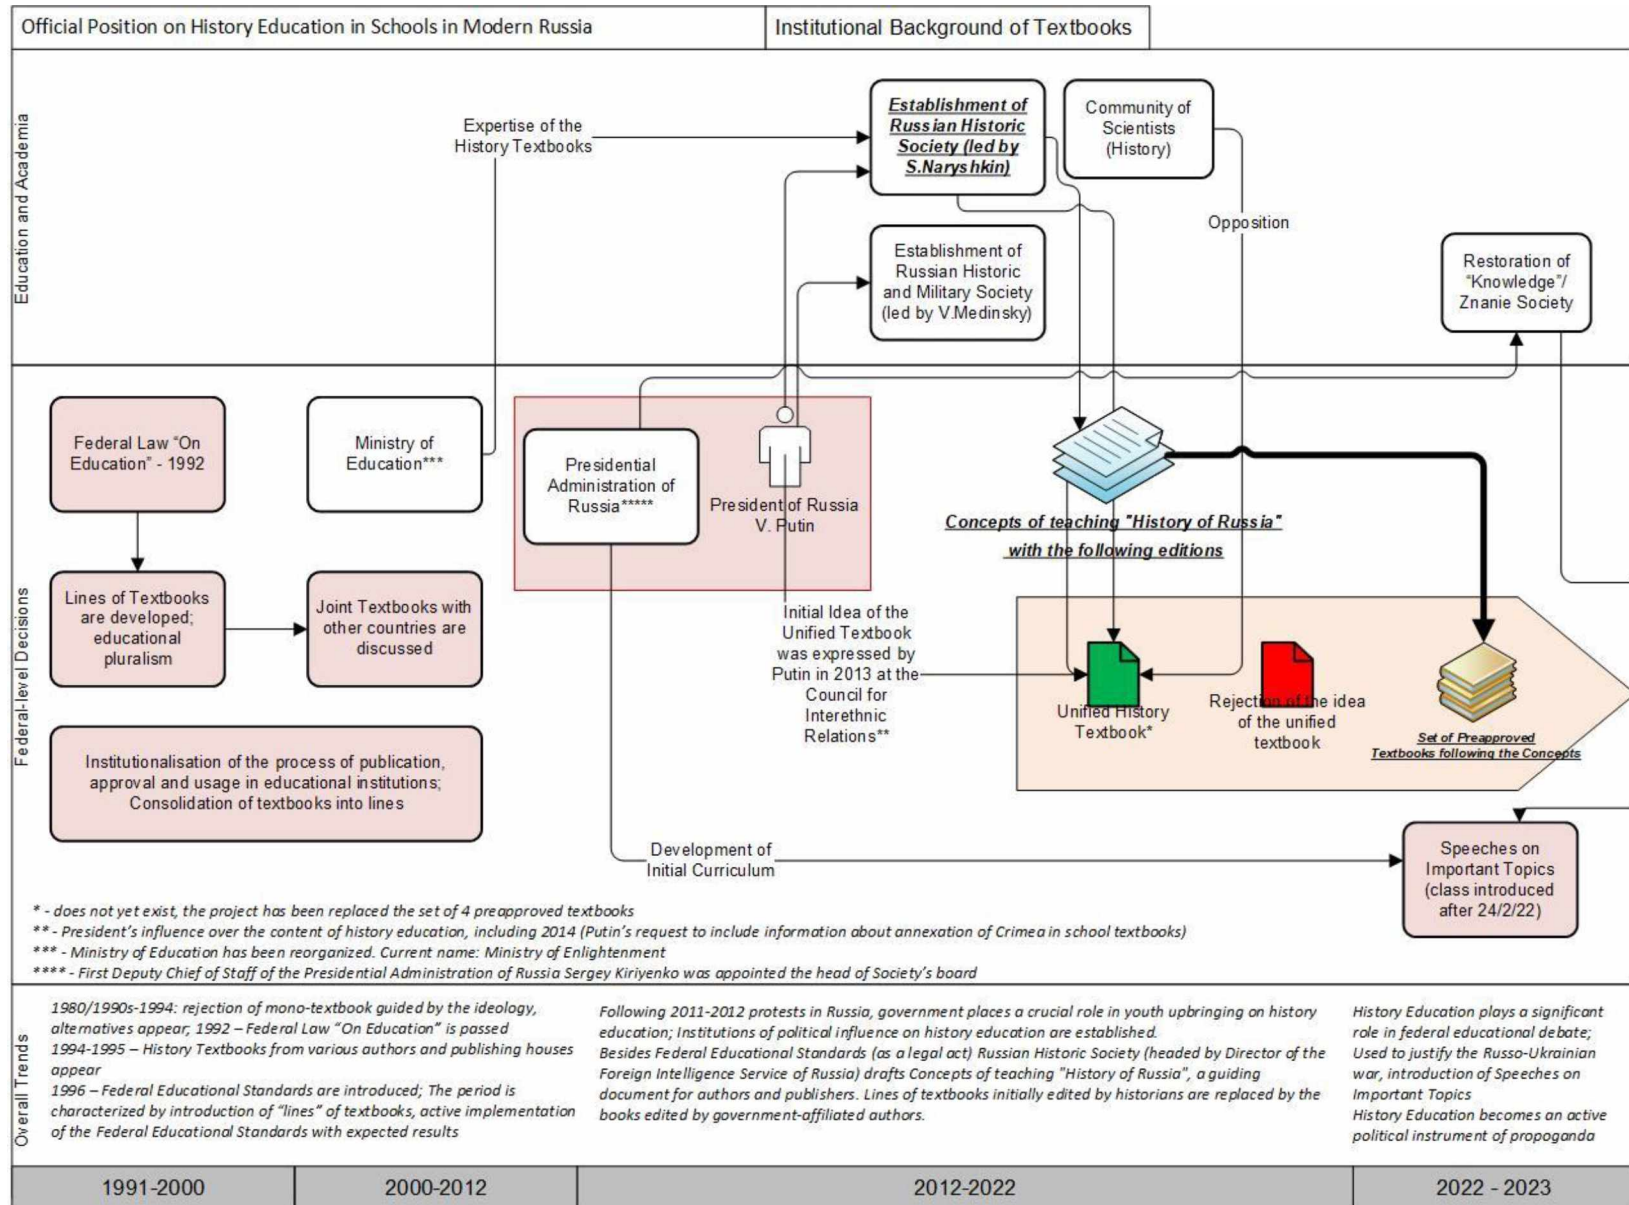 Official Position on History Education in Schools in Modern Russia
Institutional Background of Textbooks
Education and Academia
Expertise of the
History Textbooks
Establishment of
Russian Historic
Society (led by
S.Naryshkin)
Community of
Scientists
(History)
Opposition
Establishment of
Russian Historic
and Military Society
(led by V.Medinsky)
Restoration of
"Knowledge"/
Znanie Society
Federal-level Decisions
Federal Law "On
Education" - 1992
Ministry of
Education***
Presidential
Administration of
Russia*****
President of Russia
V. Putin
Concepts of teaching "History of Russia"
with the following editions
Lines of Textbooks
are developed;
educational
pluralism
Joint Textbooks with
other countries are
discussed
Initial Idea of the
Unified Textbook
was expressed by
Putin in 2013 at the
Council for
Interethnic
Relations**
Unified History
Textbook*
Rejection of the idea
of the unified
textbook
Set of Preapproved
Textbooks following the Concepts
Institutionalisation of the process of publication,
approval and usage in educational institutions;
Consolidation of textbooks into lines
Development of
Initial Curriculum
Speeches on
Important Topics
(class introduced
after 24/2/22)
* - does not yet exist, the project has been replaced the set of 4 preapproved textbooks
** - President's influence over the content of history education, including 2014 (Putin's request to include information about annexation of Crimea in school textbooks)
*** - Ministry of Education has been reorganized. Current name: Ministry of Enlightenment
**** - First Deputy Chief of Staff of the Presidential Administration of Russia Sergey Kiriyenko was appointed the head of Society's board
Overall Trends
1980/1990s-1994: rejection of mono-textbook guided by the ideology,
alternatives appear; 1992 – Federal Law "On Education" is passed
1994-1995 – History Textbooks from various authors and publishing houses
appear
1996 – Federal Educational Standards are introduced; The period is
characterized by introduction of "lines" of textbooks, active implementation
of the Federal Educational Standards with expected results
Following 2011-2012 protests in Russia, government places a crucial role in youth upbringing on history
education; Institutions of political influence on history education are established.
Besides Federal Educational Standards (as a legal act) Russian Historic Society (headed by Director of the
Foreign Intelligence Service of Russia) drafts Concepts of teaching "History of Russia", a guiding
document for authors and publishers. Lines of textbooks initially edited by historians are replaced by the
books edited by government-affiliated authors.
History Education plays a significant
role in federal educational debate;
Used to justify the Russo-Ukrainian
war, introduction of Speeches on
Important Topics
History Education becomes an active
political instrument of propoganda
1991-2000
2000-2012
2012-2022
2022 - 2023